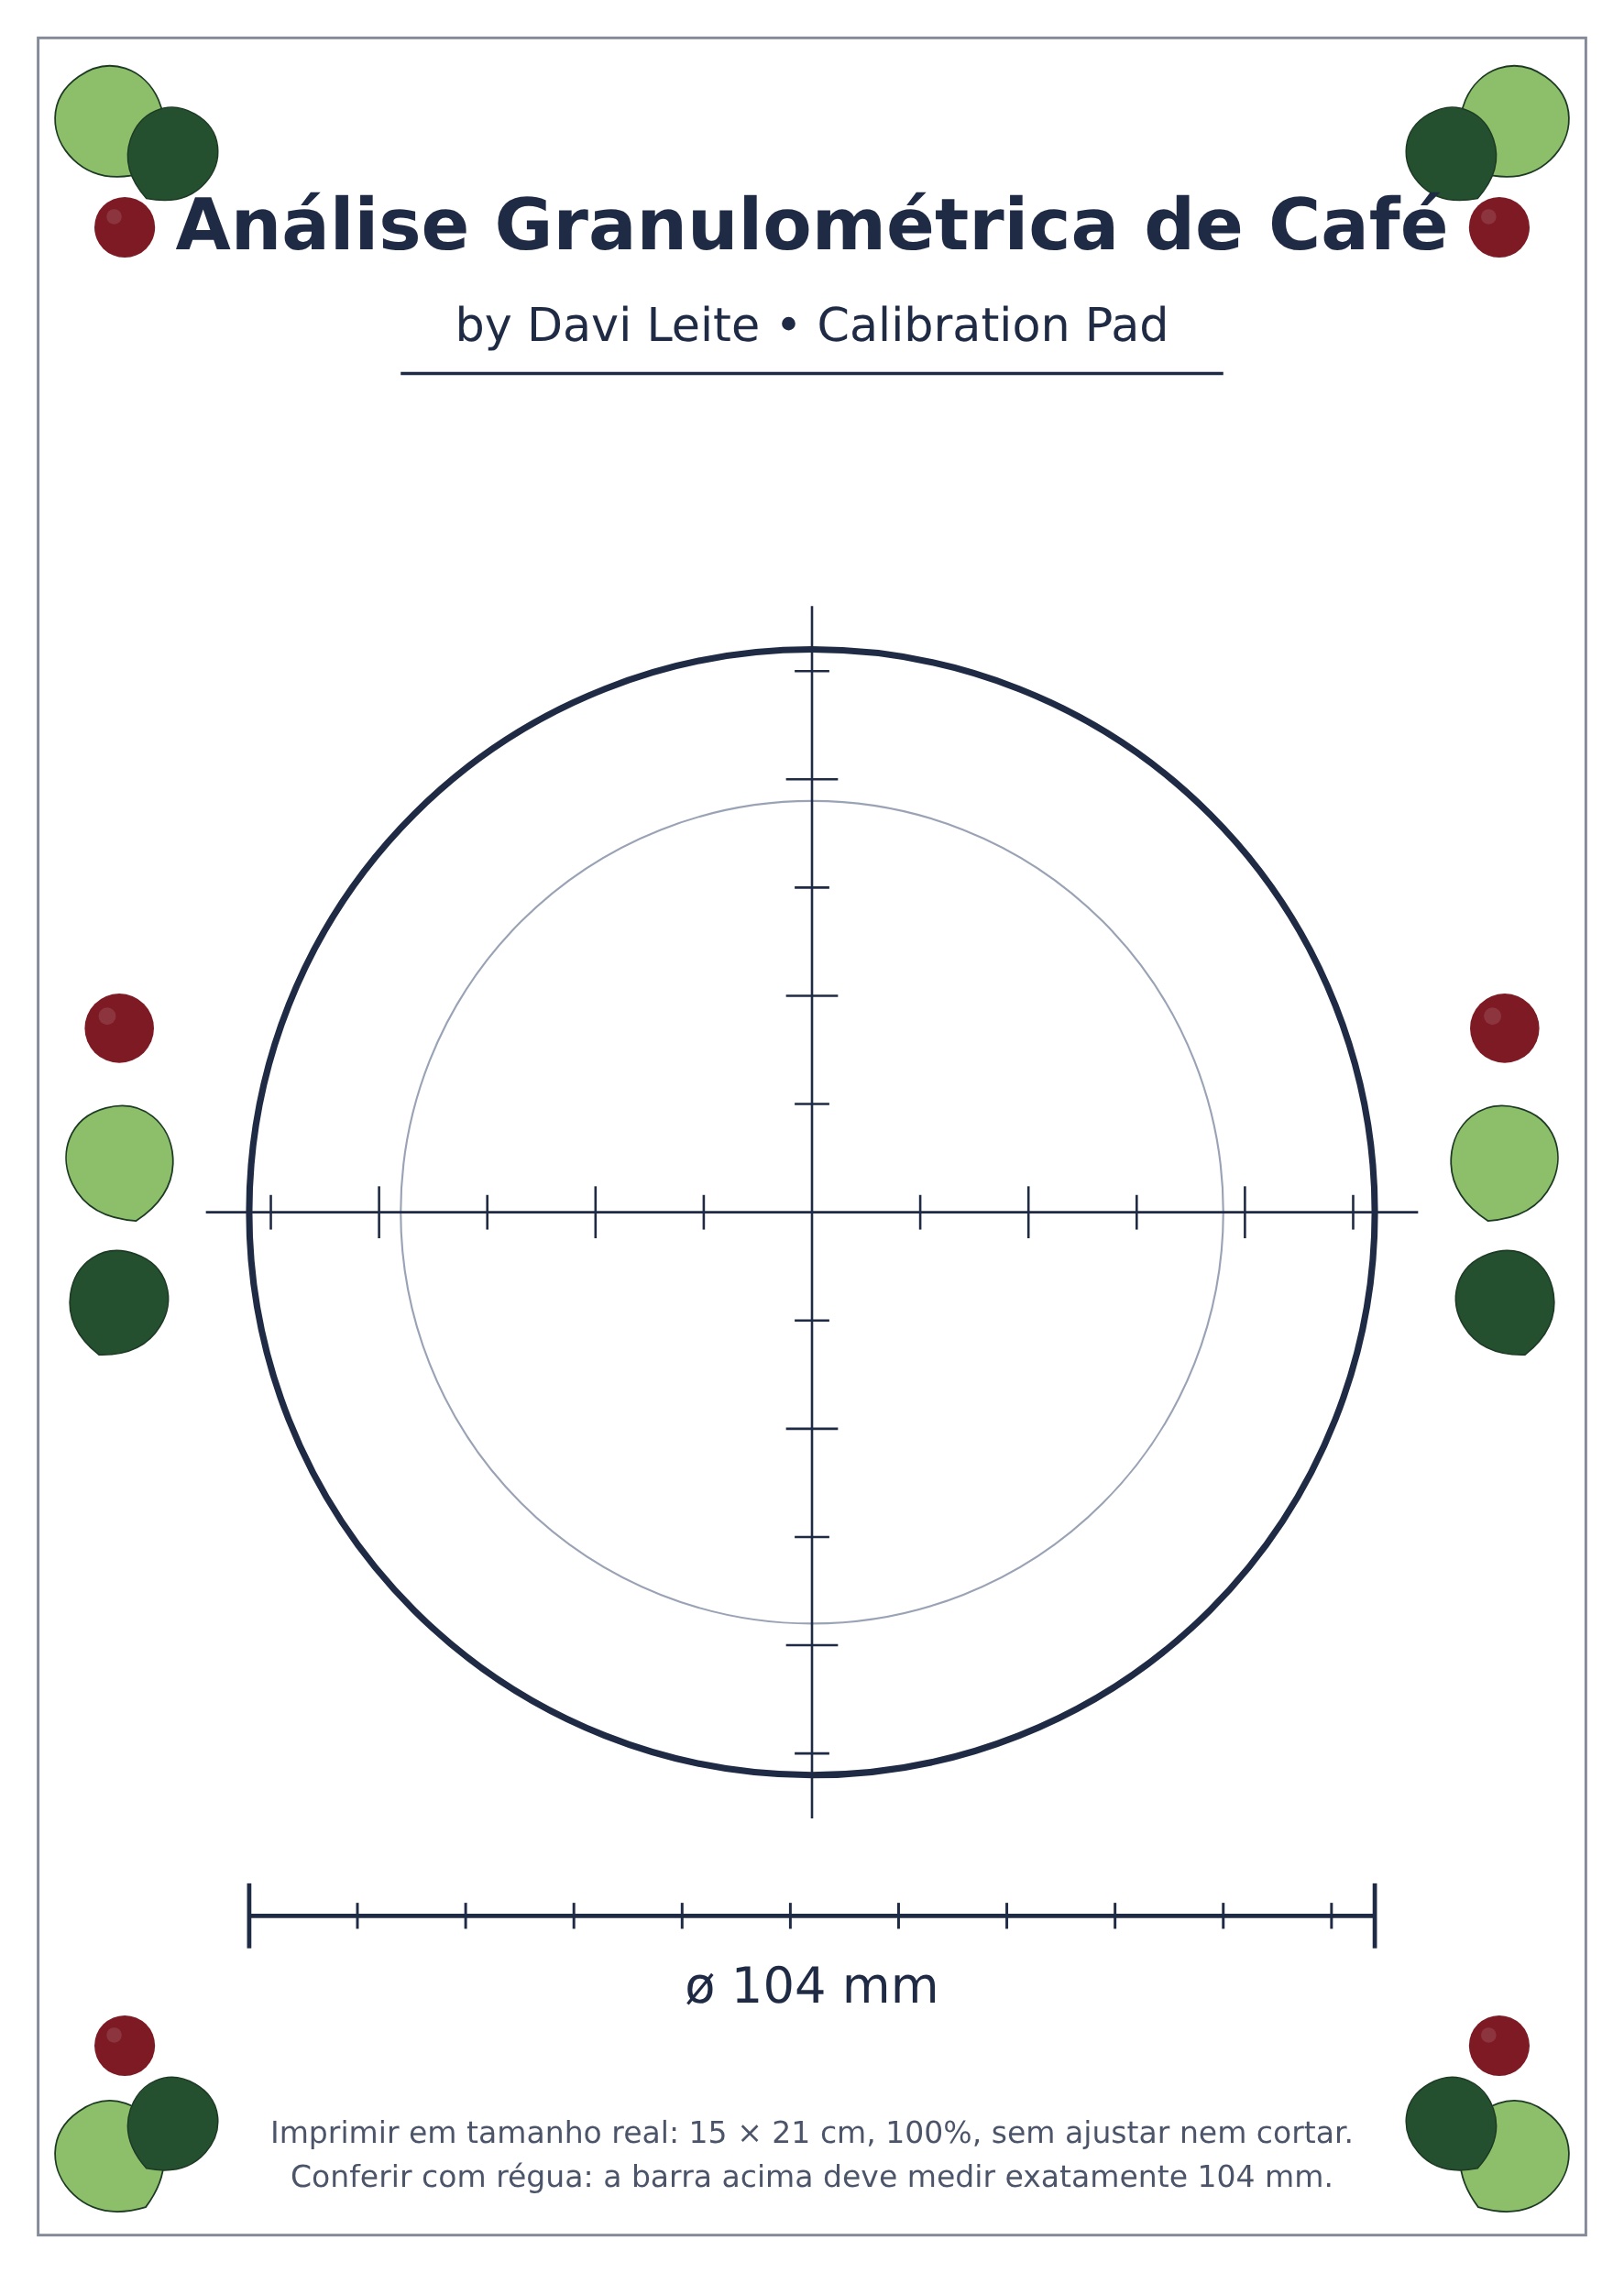 Análise Granulométrica de Café
by Davi Leite • Calibration Pad
ø 104 mm
Imprimir em tamanho real: 15 × 21 cm, 100%, sem ajustar nem cortar.
Conferir com régua: a barra acima deve medir exatamente 104 mm.